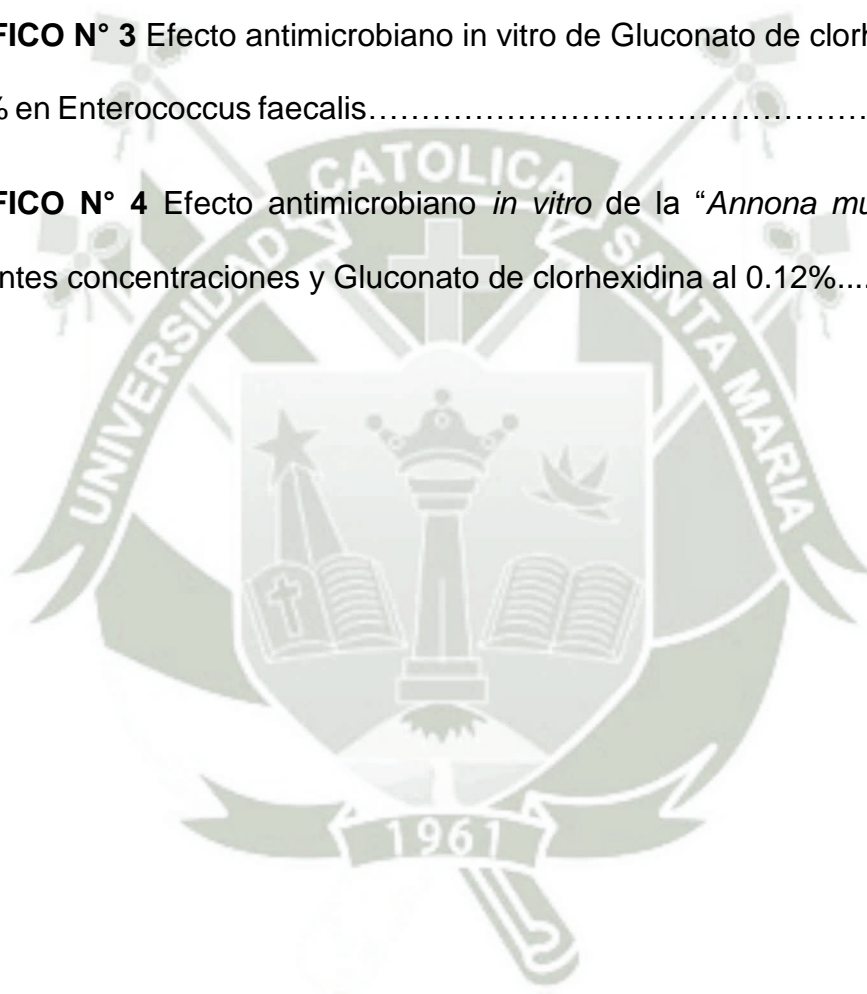 FICO N° 3 Efecto antimicrobiano in vitro de Gluconato de clorh
% en Enterococcus faecalis……………………………………………
FICO N° 4 Efecto antimicrobiano in vitro de la “Annona mu
ntes concentraciones y Gluconato de clorhexidina al 0.12%....
UNIVERSIDAD CATOLICA SANTA MARIA
1961